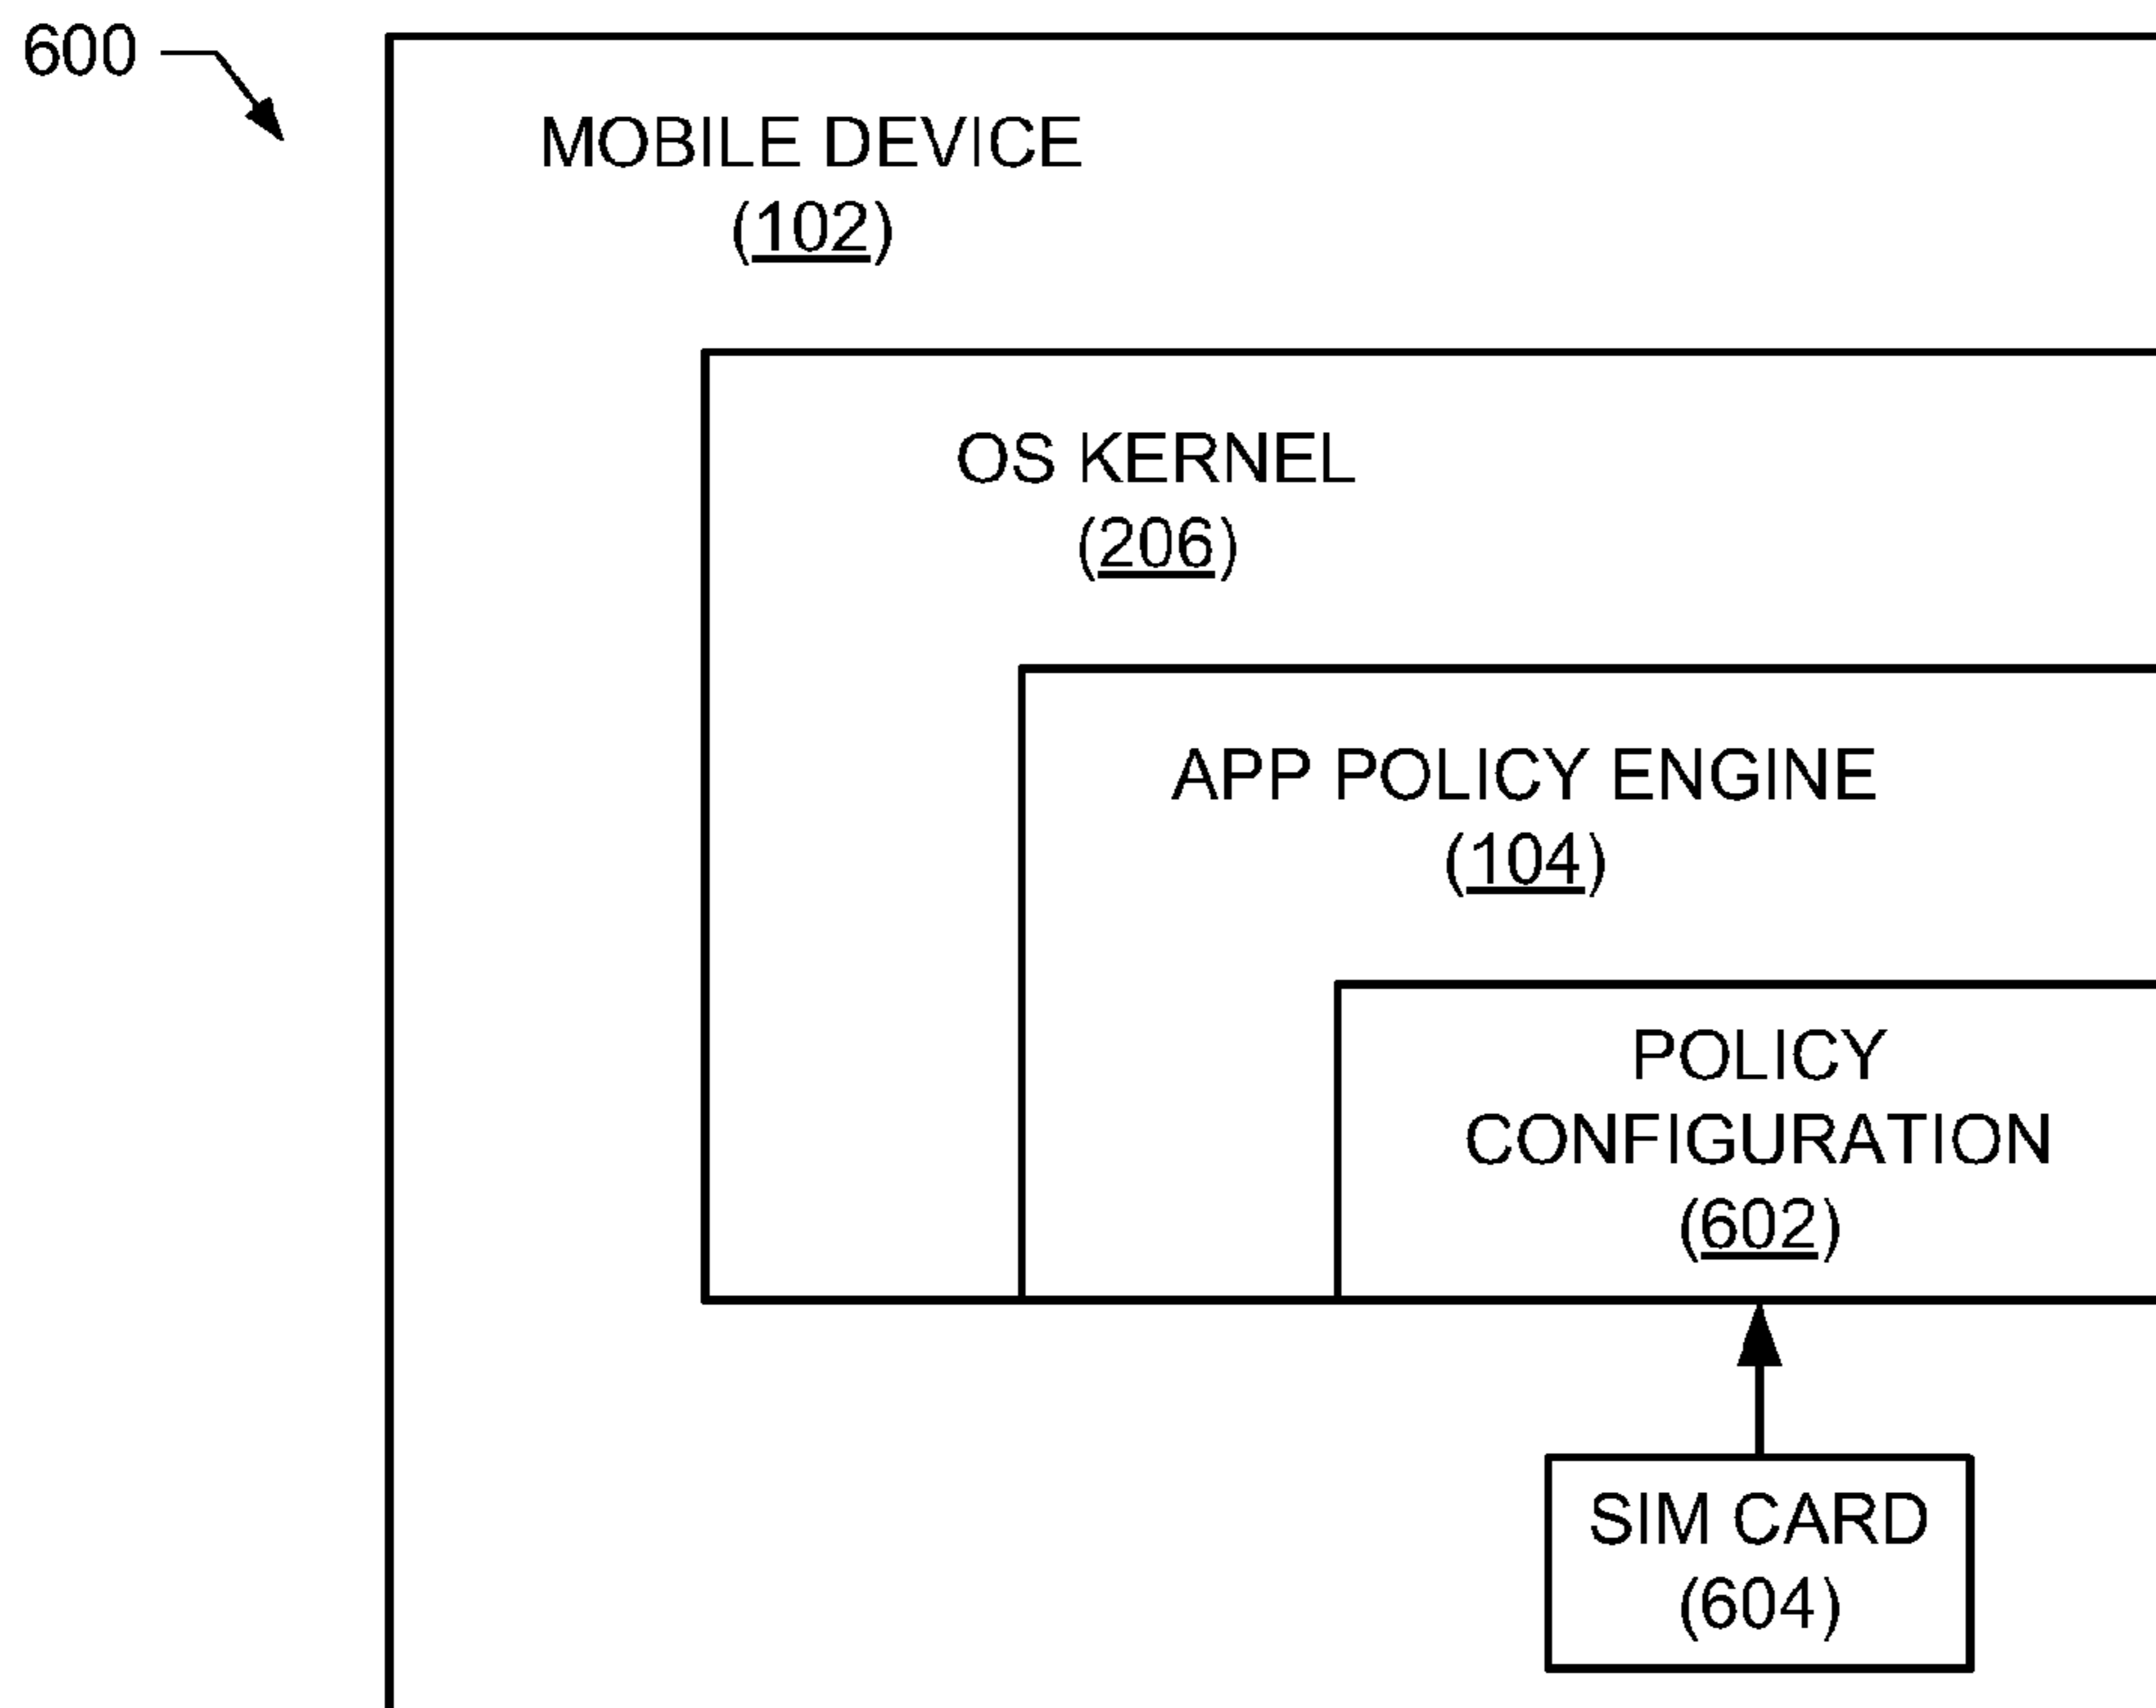 600
MOBILE DEVICE
(102)
OS KERNEL
(206)
APP POLICY ENGINE
(104)
POLICY
CONFIGURATION
(602)
SIM CARD
(604)